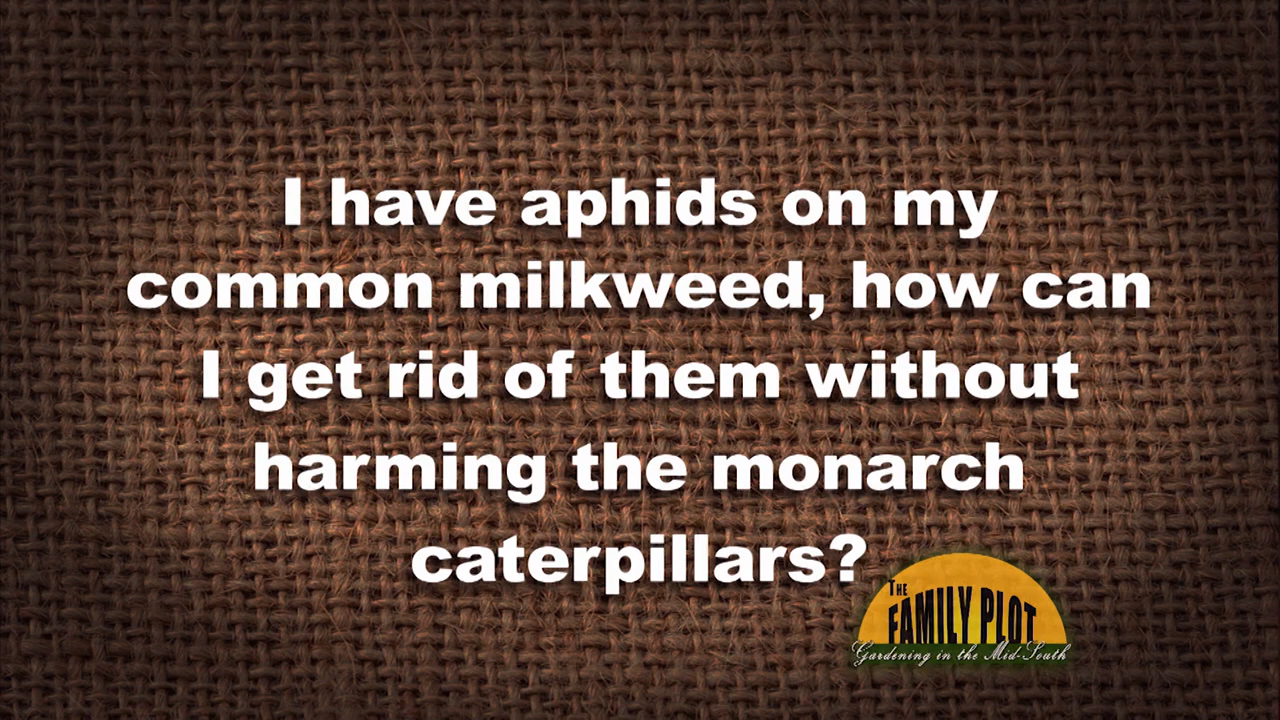 I have aphids on my
common milkweed, how can
I get rid of them without
harming the monarch
caterpillars?
THE
FAMILY PLOT
Gardening in the Mid-South